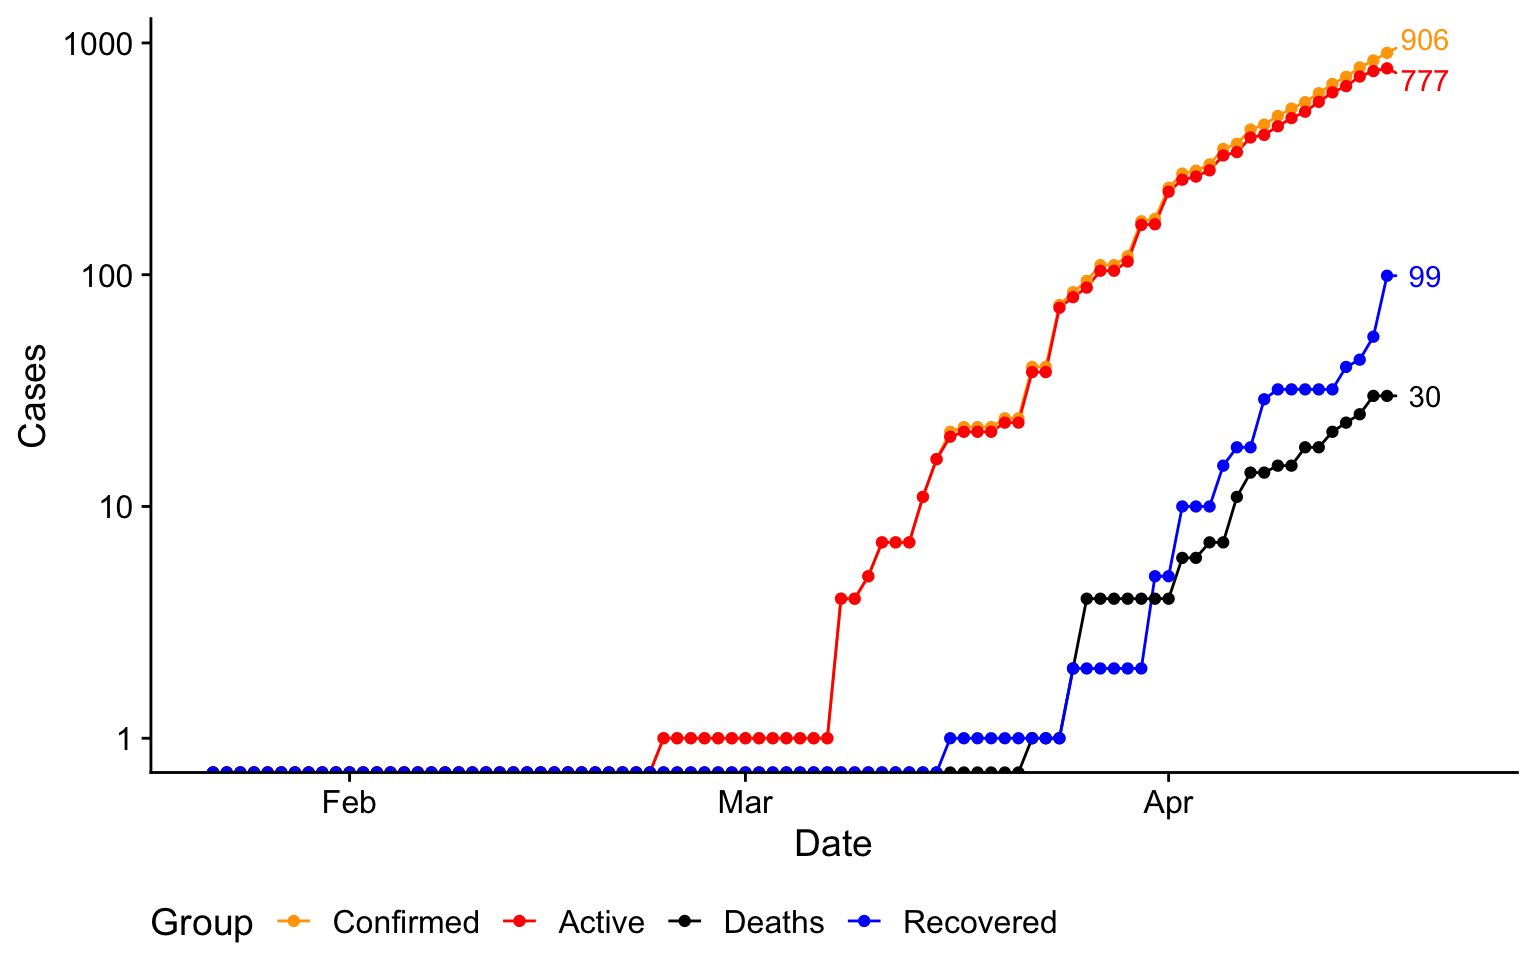 1000
100
10
1
Cases
906
777
99
30
Feb Mar Apr
Date
Group Confirmed Active Deaths Recovered